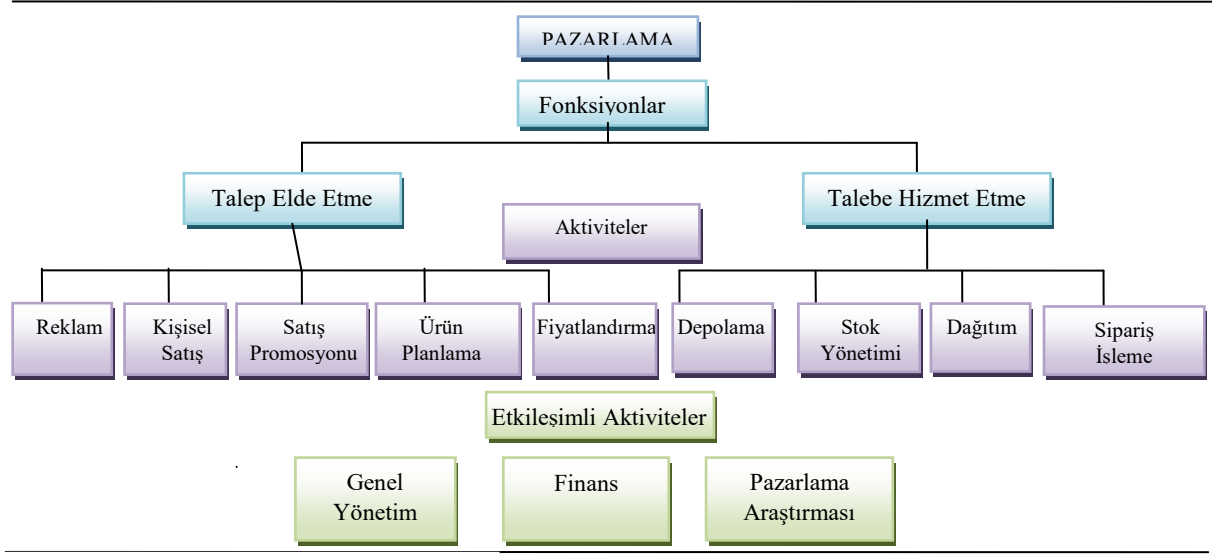 PAZARLAMA
Fonksiyonlar
Talep Elde Etme
Talebe Hizmet Etme
Aktiviteler
Reklam
Kişisel
Satış
Satış
Promosyonu
Ürün
Planlama
Fiyatlandırma
Depolama
Stok
Yönetimi
Dağıtım
Sipariş
İşleme
Etkileşimli Aktiviteler
Genel
Yönetim
Finans
Pazarlama
Araştırması